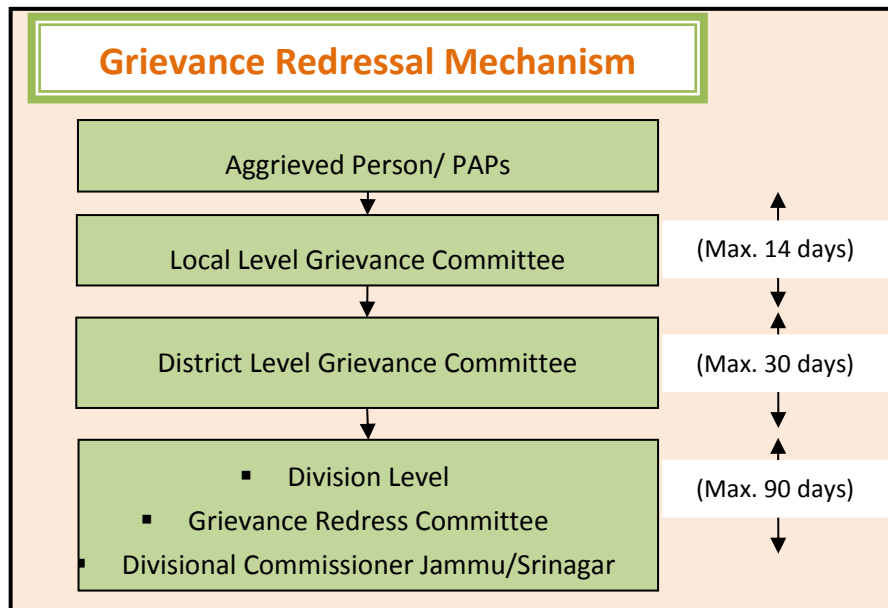 Grievance Redressal Mechanism
Aggrieved Person/ PAPs
Local Level Grievance Committee
(Max. 14 days)
District Level Grievance Committee
(Max. 30 days)
▪ Division Level
(Max. 90 days)
▪ Grievance Redress Committee
▪ Divisional Commissioner Jammu/Srinagar